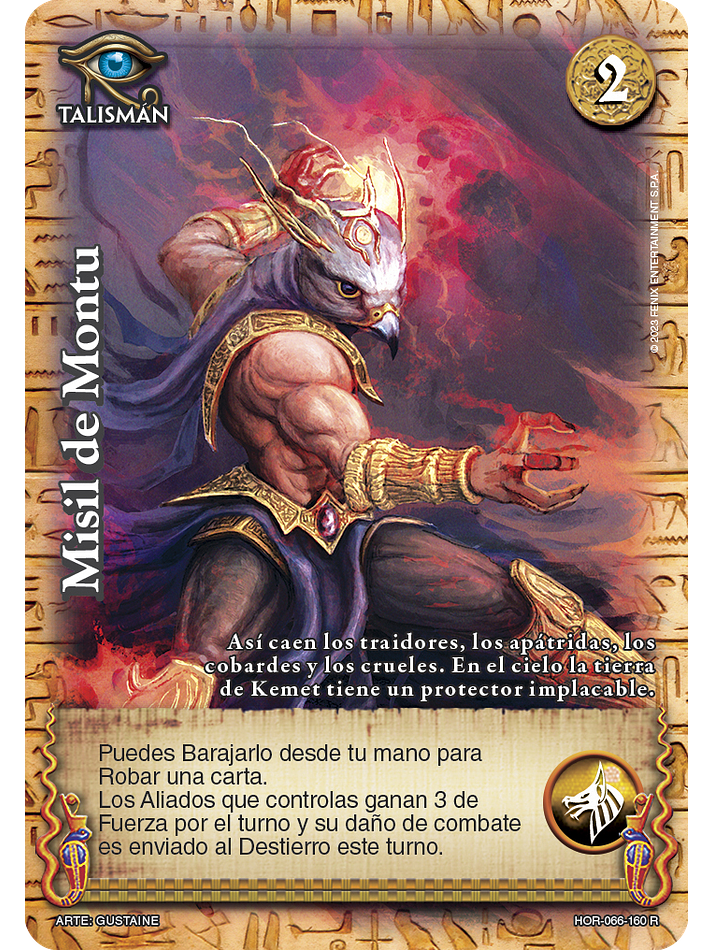 TALISMÁN
2
Misil de Montu
© 2023 FENIX ENTERTAINMENT S.P.A.
Así caen los traidores, los apátridas, los
cobardes y los crueles. En el cielo la tierra
de Kemet tiene un protector implacable.
Puedes Barajarlo desde tu mano para
Robar una carta.
Los Aliados que controlas ganan 3 de
Fuerza por el turno y su daño de combate
es enviado al Destierro este turno.
ARTE: GUSTAINE
HOR-066-160 R